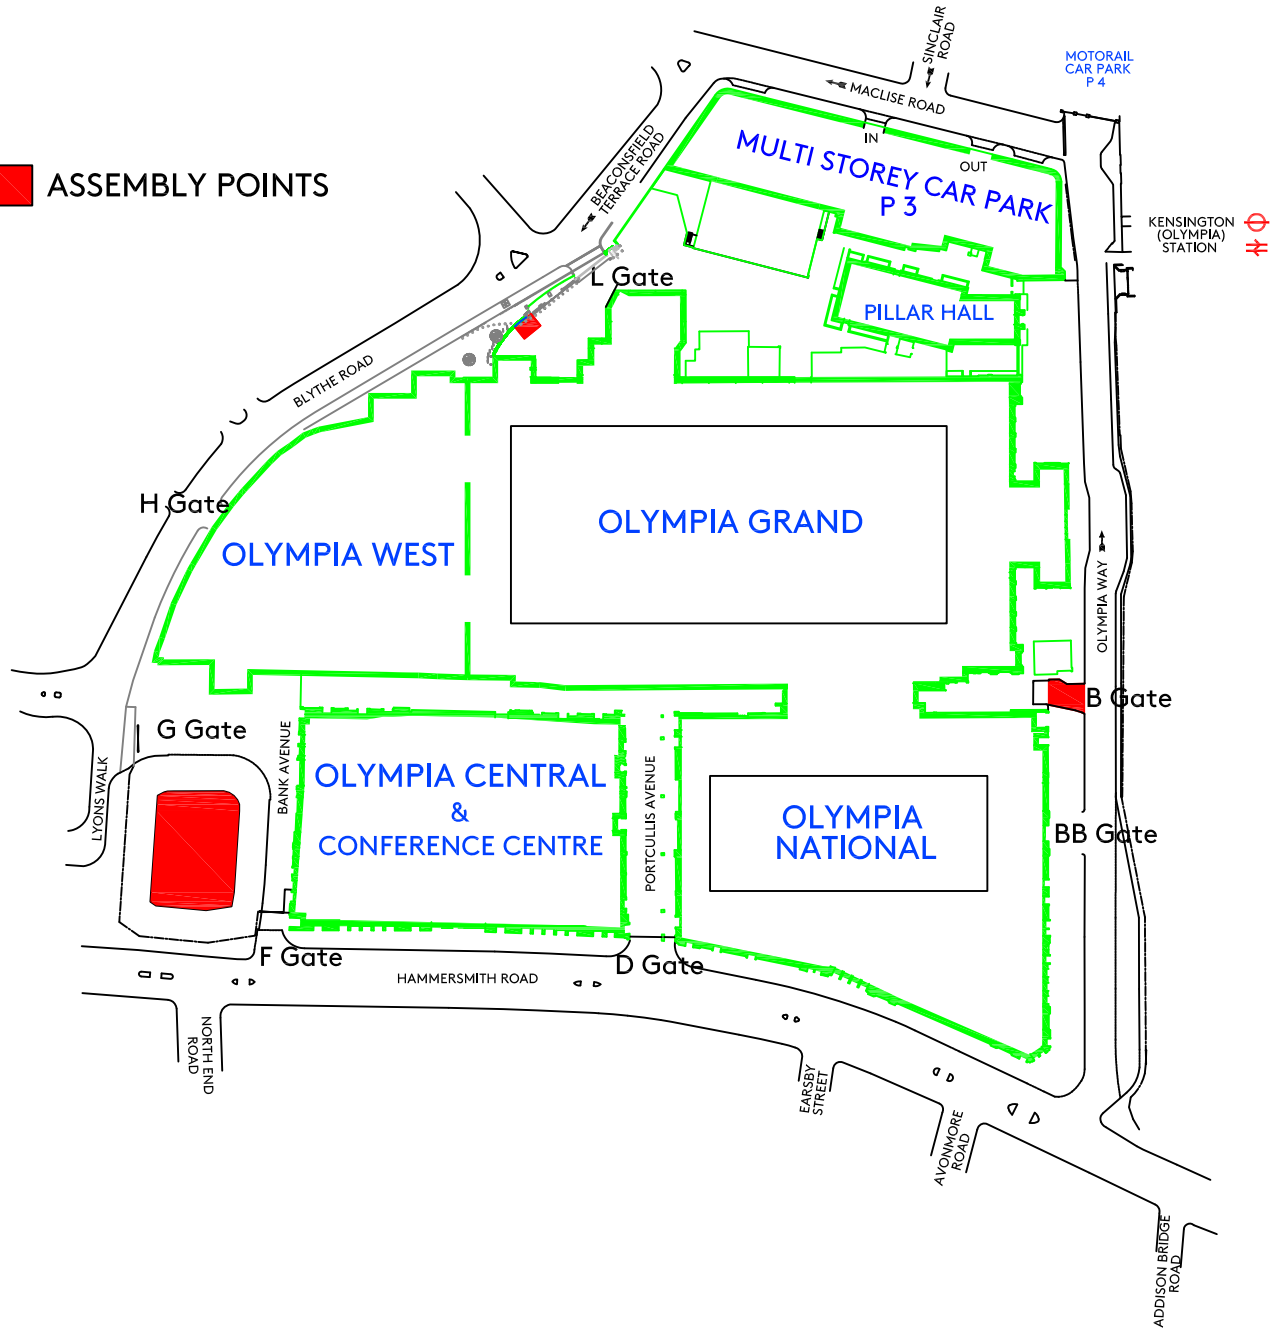 SINCLAIR
ROAD
MOTORAIL
CAR PARK
P 4
MACLISE ROAD
IN
OUT
BEACONSFIELD
TERRACE ROAD
MULTI STOREY CAR PARK
P 3
ASSEMBLY POINTS
KENSINGTON
(OLYMPIA)
STATION
L Gate
PILLAR HALL
BLYTHE ROAD
H Gate
OLYMPIA GRAND
OLYMPIA WEST
OLYMPIA WAY
B Gate
G Gate
BANK AVENUE
LYONS WALK
OLYMPIA CENTRAL
&
CONFERENCE CENTRE
PORTCULLIS AVENUE
OLYMPIA
NATIONAL
BB Gate
F Gate
D Gate
HAMMERSMITH ROAD
NORTH END
ROAD
EARSBY
STREET
AVONMORE
ROAD
ADDISON BRIDGE
ROAD